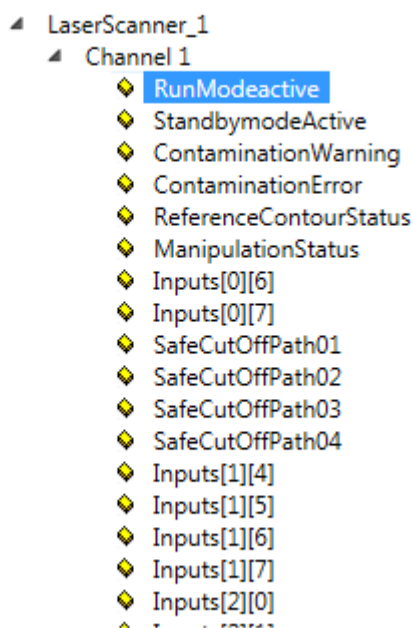 LaserScanner_1
Channel 1
RunModeactive
StandbymodeActive
ContaminationWarning
ContaminationError
ReferenceContourStatus
ManipulationStatus
Inputs[0][6]
Inputs[0][7]
SafeCutOffPath01
SafeCutOffPath02
SafeCutOffPath03
SafeCutOffPath04
Inputs[1][4]
Inputs[1][5]
Inputs[1][6]
Inputs[1][7]
Inputs[2][0]